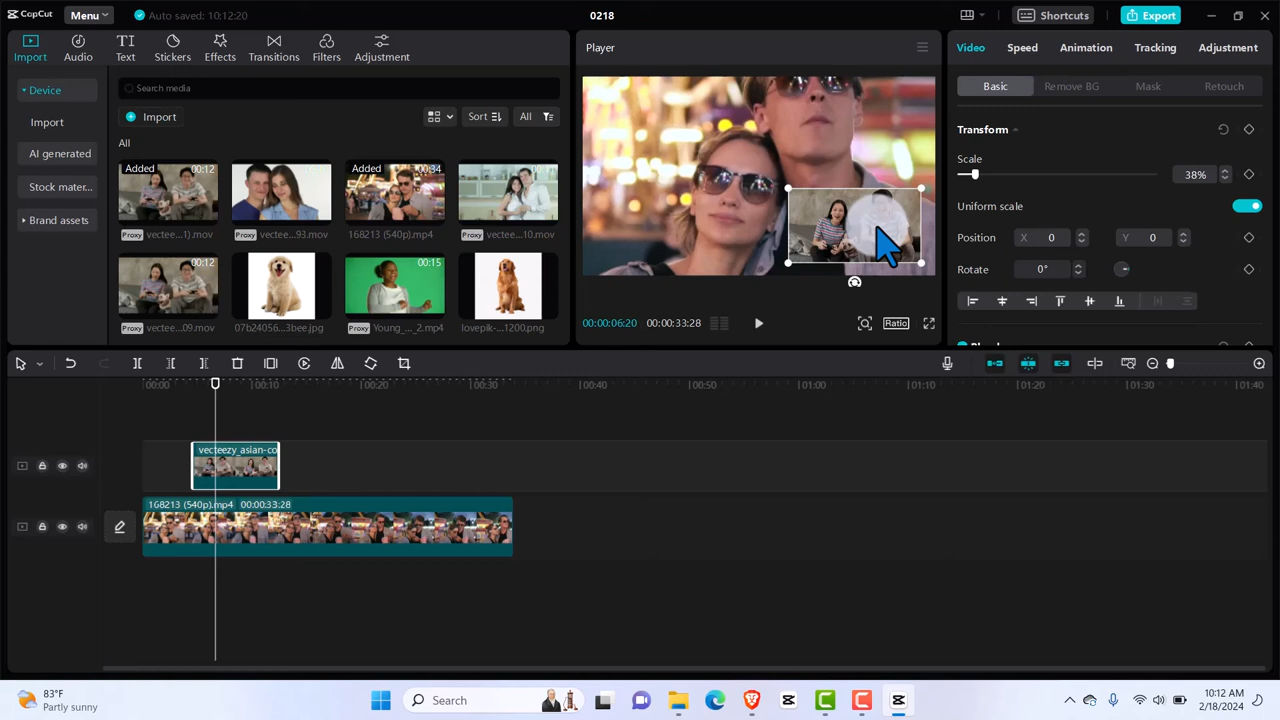 CapCut
Menu
Auto saved: 10:12:20
0218
Shortcuts
Export
Import
Audio
Text
Stickers
Effects
Transitions
Filters
Adjustment
Device
Import
AI generated
Stock mater...
Brand assets
Search media
Import
Sort
All
All
Added
00:12
Added
00:34
Proxy vectee...1).mov
Proxy vectee...93).mov
168213 (540p).mp4
Proxy vectee...10.mov
00:12
00:15
Proxy vectee...09.mov
07b24056...3bee.jpg
Proxy Young_..._2.mp4
lovepik-...1200.png
Player
00:00:06:20
00:00:33:28
Ratio
Video
Speed
Animation
Tracking
Adjustment
Basic
Remove BG
Mask
Retouch
Transform
Scale
38%
Uniform scale
Position
X 0
Y 0
Rotate
0°
00:00
00:10
00:20
00:30
00:40
00:50
01:00
01:10
01:20
01:30
01:40
vecteezy_asian-co
168213 (540p).mp4 00:00:33:28
83°F
Partly sunny
Search
10:12 AM
2/18/2024